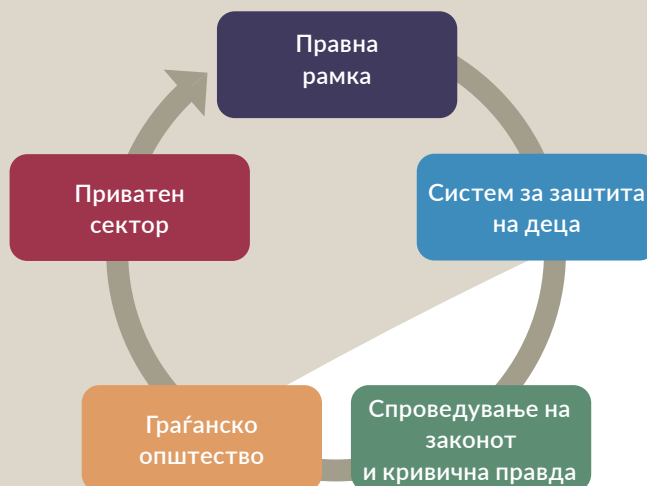 Правна
рамка
Систем за заштита
на деца
Спроведување на
законот
и кривична правда
Граѓанско
општество
Приватен
сектор